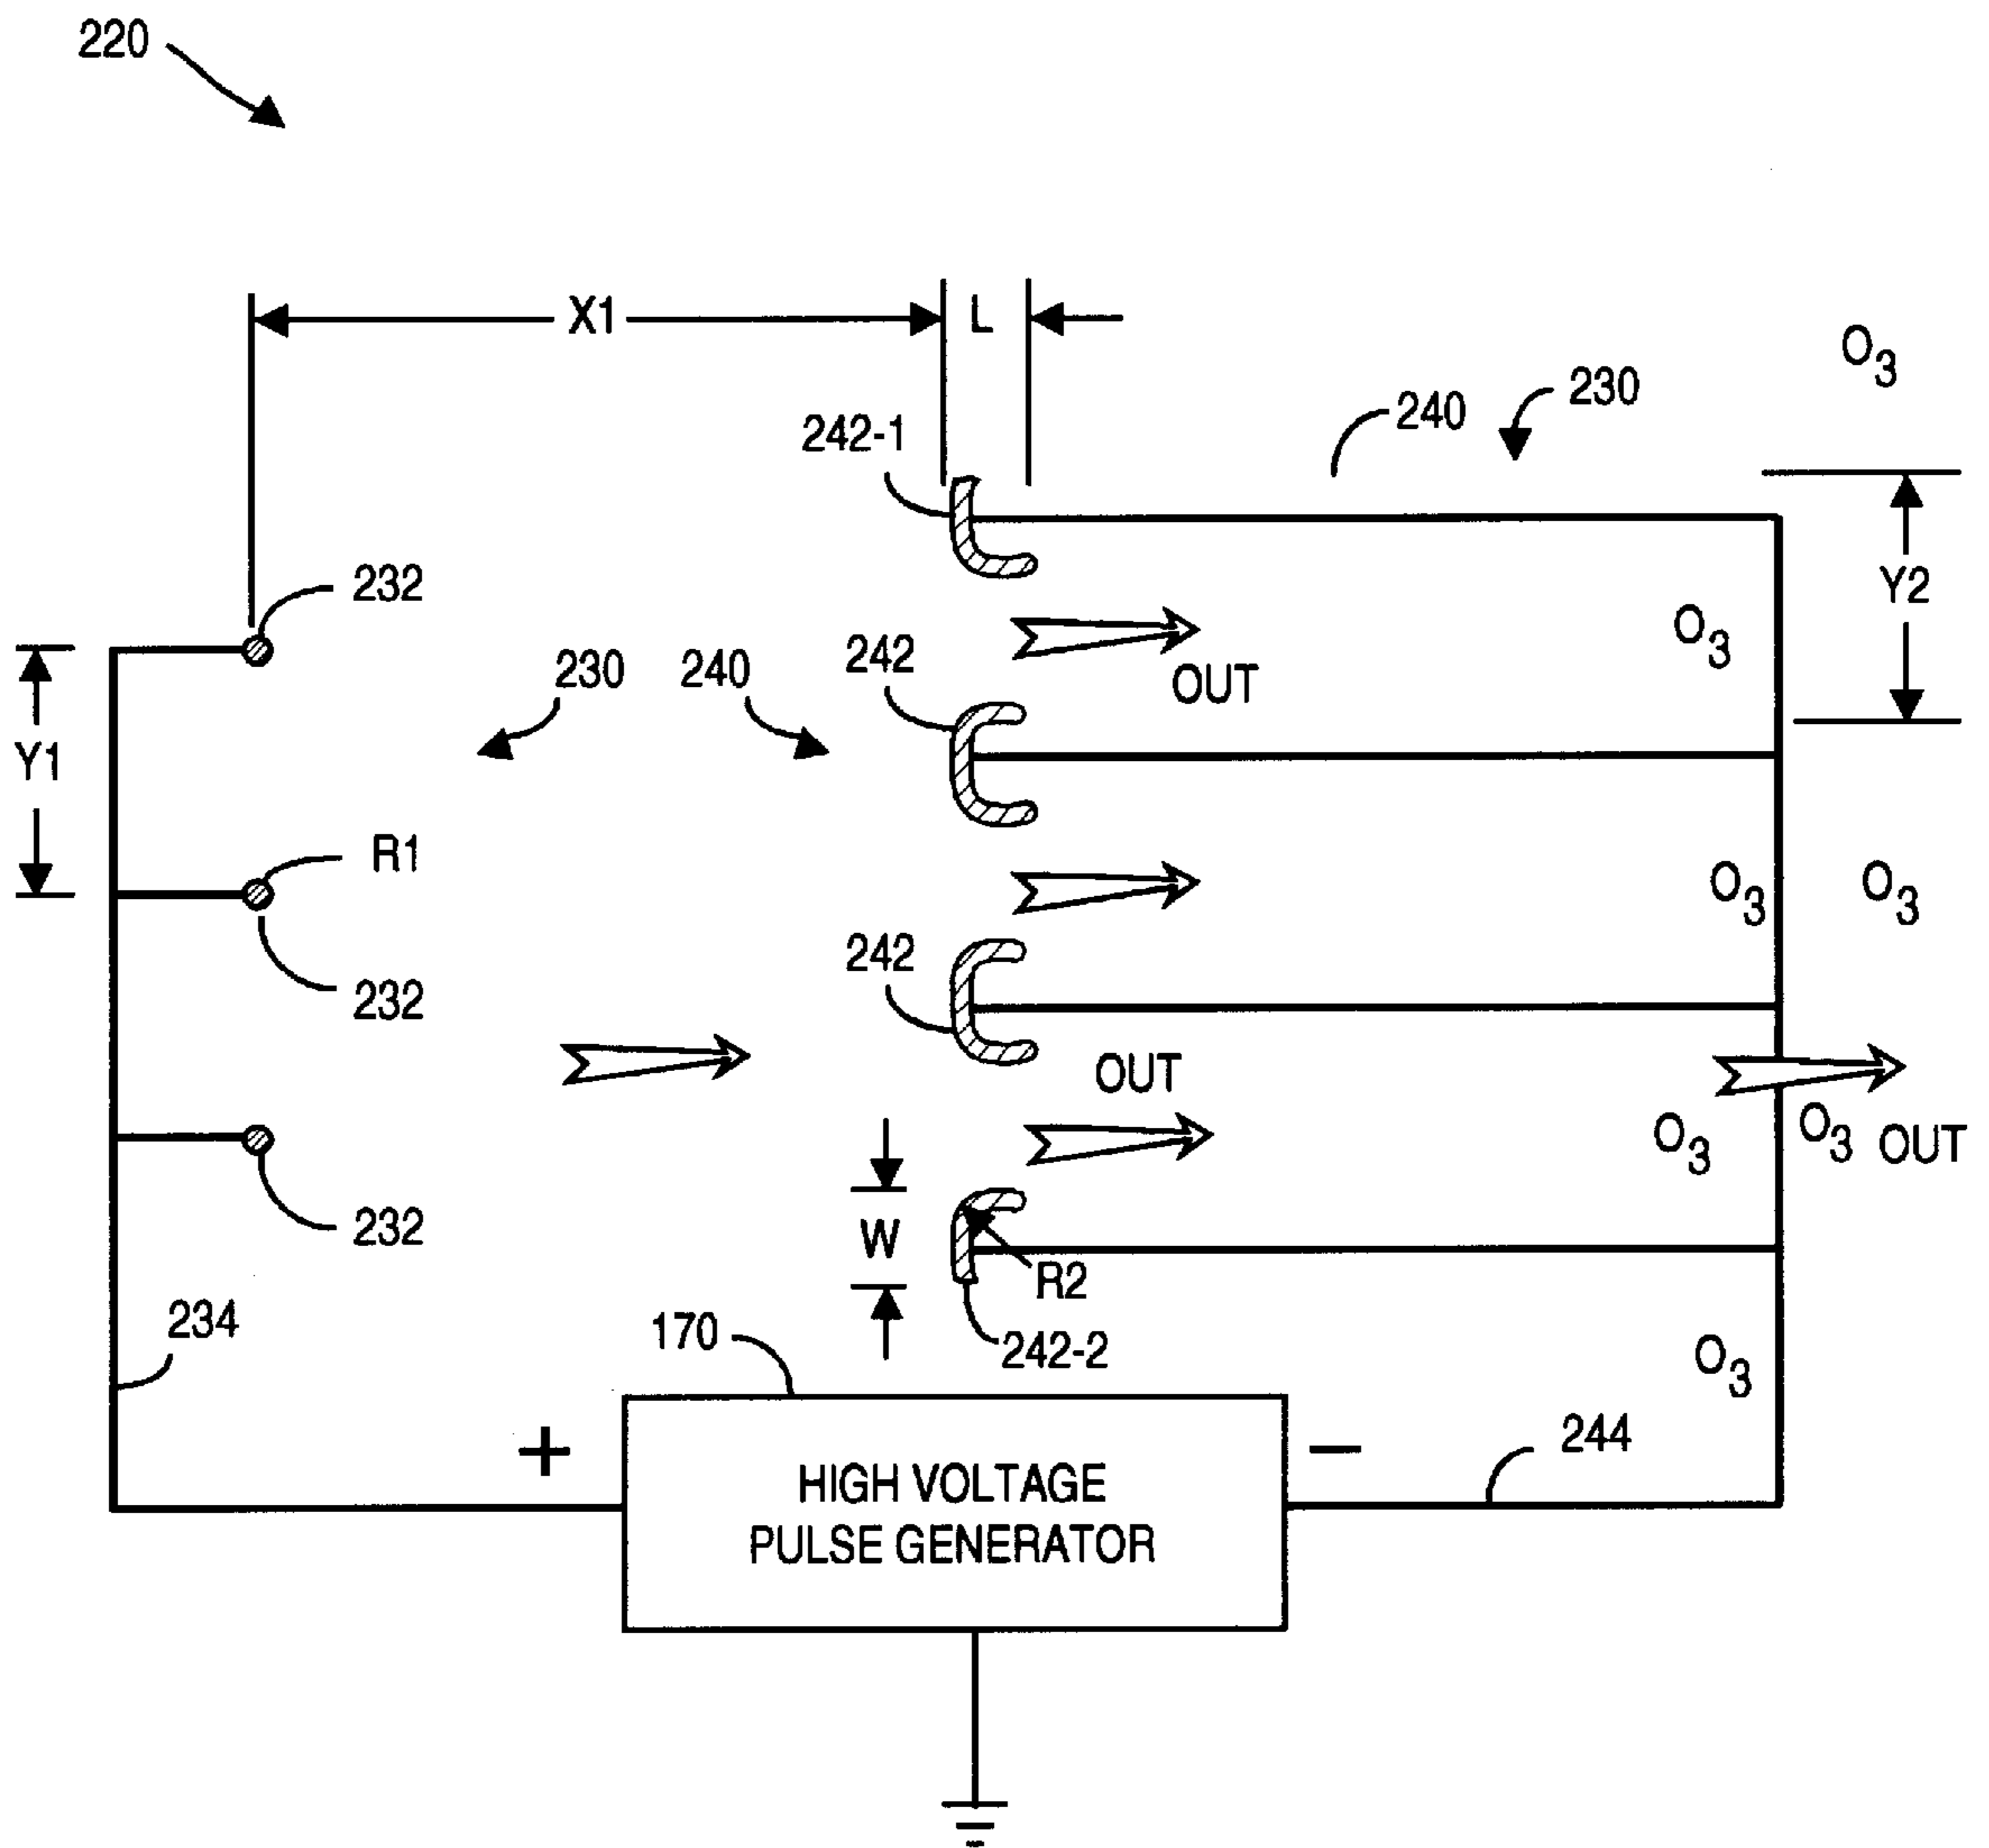 220
X1
L
O3
230
240
242-1
232
Y2
O3
242
230
240
OUT
Y1
R1
O3
O3
242
232
OUT
O3
O3
OUT
232
W
R2
234
170
242-2
O3
+
−
244
HIGH VOLTAGE
PULSE GENERATOR